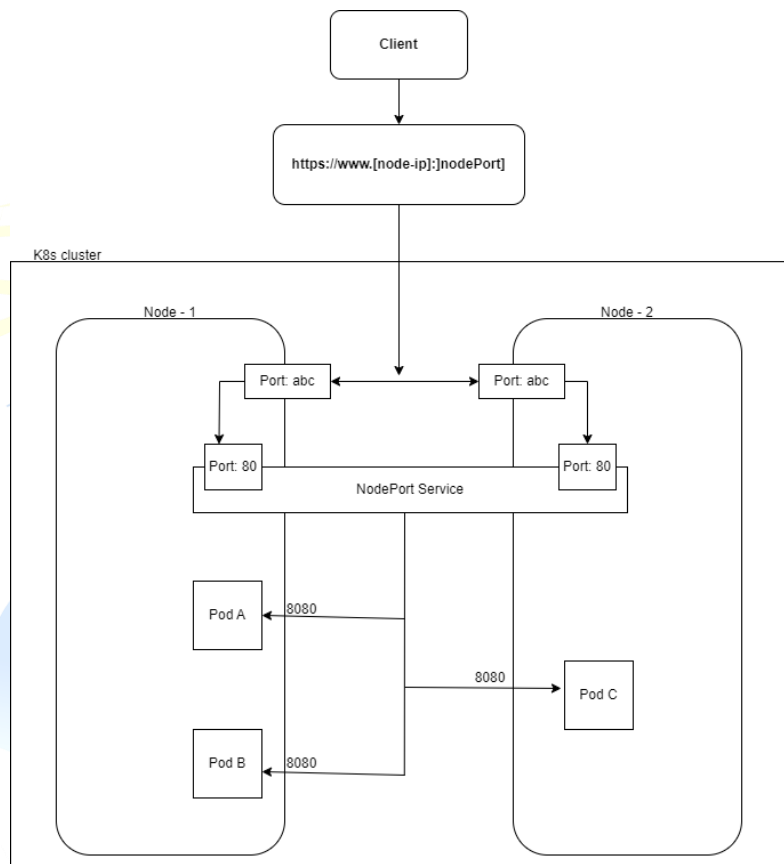 Client
https://www.[node-ip]:]nodePort]
K8s cluster
Node - 1
Node - 2
Port: abc
Port: abc
Port: 80
Port: 80
NodePort Service
Pod A
8080
8080
Pod C
Pod B
8080